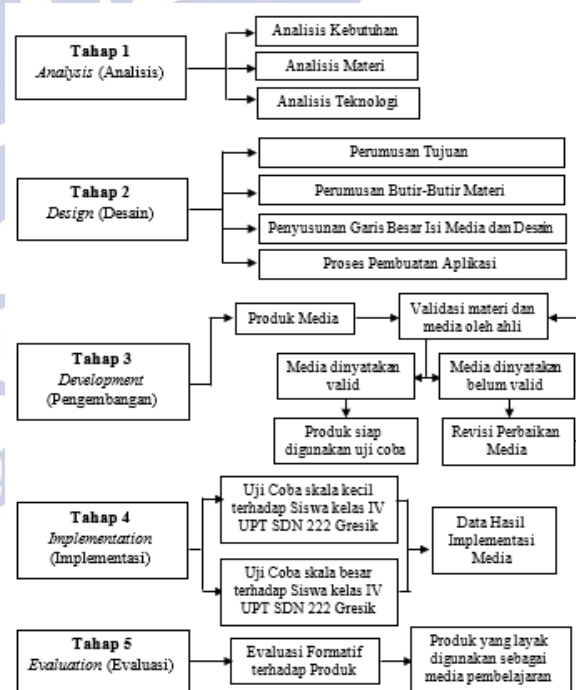 Tahap 1
Analysis (Analisis)
Analisis Kebutuhan
Analisis Materi
Analisis Teknologi
Tahap 2
Design (Desain)
Perumusan Tujuan
Perumusan Butir-Butir Materi
Penyusunan Garis Besar Isi Media dan Desain
Proses Pembuatan Aplikasi
Tahap 3
Development
(Pengembangan)
Produk Media
Validasi materi dan
media oleh ahli
Media dinyatakan
valid
Media dinyatakan
belum valid
Produk siap
digunakan uji coba
Revisi Perbaikan
Media
Tahap 4
Implementation
(Implementasi)
Uji Coba skala kecil
terhadap Siswa kelas IV
UPT SDN 222 Gresik
Uji Coba skala besar
terhadap Siswa kelas IV
UPT SDN 222 Gresik
Data Hasil
Implementasi
Media
Tahap 5
Evaluation (Evaluasi)
Evaluasi Formatif
terhadap Produk
Produk yang layak
digunakan sebagai
media pembelajaran